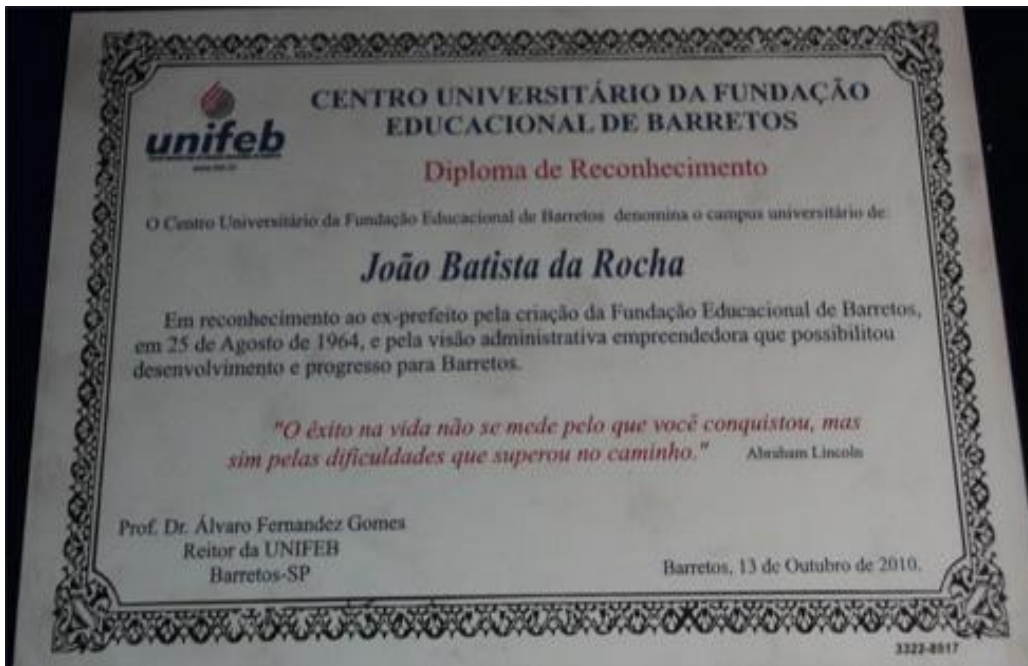 CENTRO UNIVERSITÁRIO DA FUNDAÇÃO
EDUCACIONAL DE BARRETOS
unifeb
Diploma de Reconhecimento
O Centro Universitário da Fundação Educacional de Barretos denomina o campus universitário de:
João Batista da Rocha
Em reconhecimento ao ex-prefeito pela criação da Fundação Educacional de Barretos,
em 25 de Agosto de 1964, e pela visão administrativa empreendedora que possibilitou
desenvolvimento e progresso para Barretos.
"O êxito na vida não se mede pelo que você conquistou, mas
sim pelas dificuldades que superou no caminho." Abraham Lincoln
Prof. Dr. Álvaro Fernandez Gomes
Reitor da UNIFEB
Barretos-SP
Barretos, 13 de Outubro de 2010.